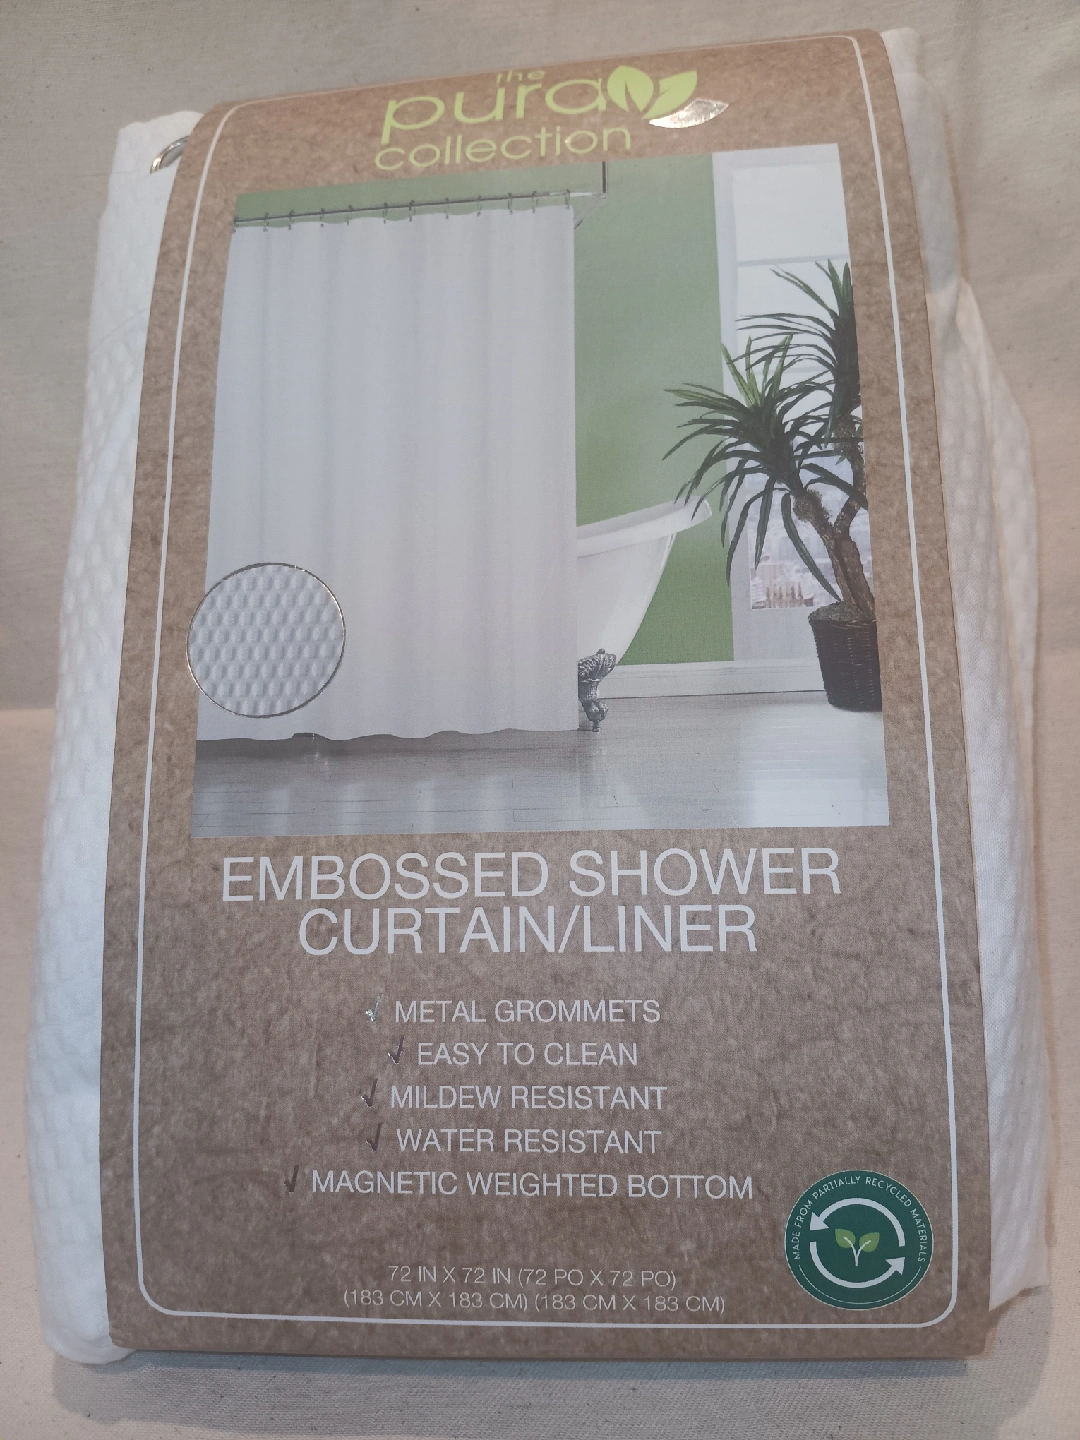 the
pura
collection
EMBOSSED SHOWER
CURTAIN/LINER
✓ METAL GROMMETS
✓ EASY TO CLEAN
✓ MILDEW RESISTANT
✓ WATER RESISTANT
✓ MAGNETIC WEIGHTED BOTTOM
MADE FROM PARTIALLY RECYCLED MATERIALS
72 IN X 72 IN (72 PO X 72 PO)
(183 CM X 183 CM) (183 CM X 183 CM)